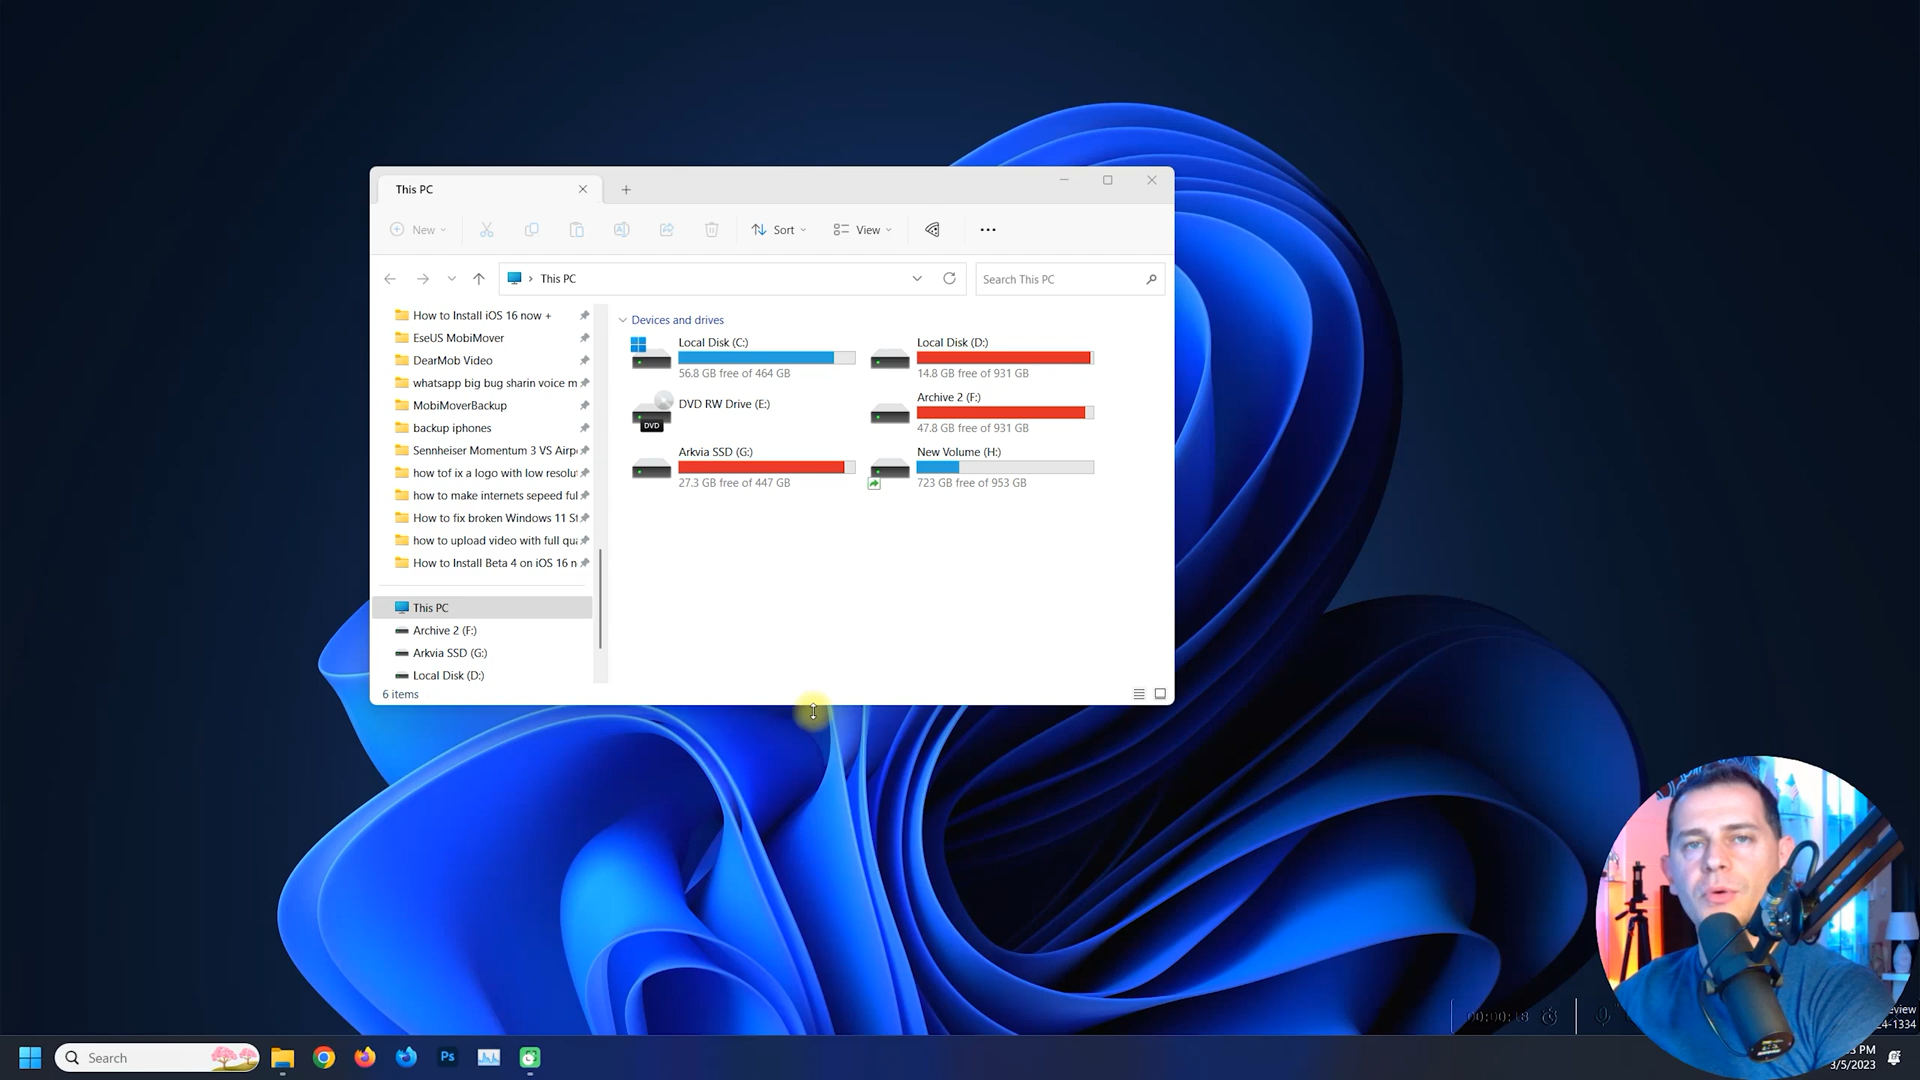 This PC
New
Sort
View
This PC
Search This PC
How to Install iOS 16 now +
EseUS MobiMover
DearMob Video
whatsapp big bug sharin voice m
MobiMoverBackup
backup iphones
Sennheiser Momentum 3 VS Airp
how tof ix a logo with low resolu
how to make internets sepeed ful
How to fix broken Windows 11 St
how to upload video with full qua
How to Install Beta 4 on iOS 16 n
This PC
Archive 2 (F:)
Arkvia SSD (G:)
Local Disk (D:)
6 items
Devices and drives
Local Disk (C:)
56.8 GB free of 464 GB
Local Disk (D:)
14.8 GB free of 931 GB
DVD RW Drive (E:)
DVD
Archive 2 (F:)
47.8 GB free of 931 GB
Arkvia SSD (G:)
27.3 GB free of 447 GB
New Volume (H:)
723 GB free of 953 GB
00:00:18
Search
Ps
PM
3/5/2023